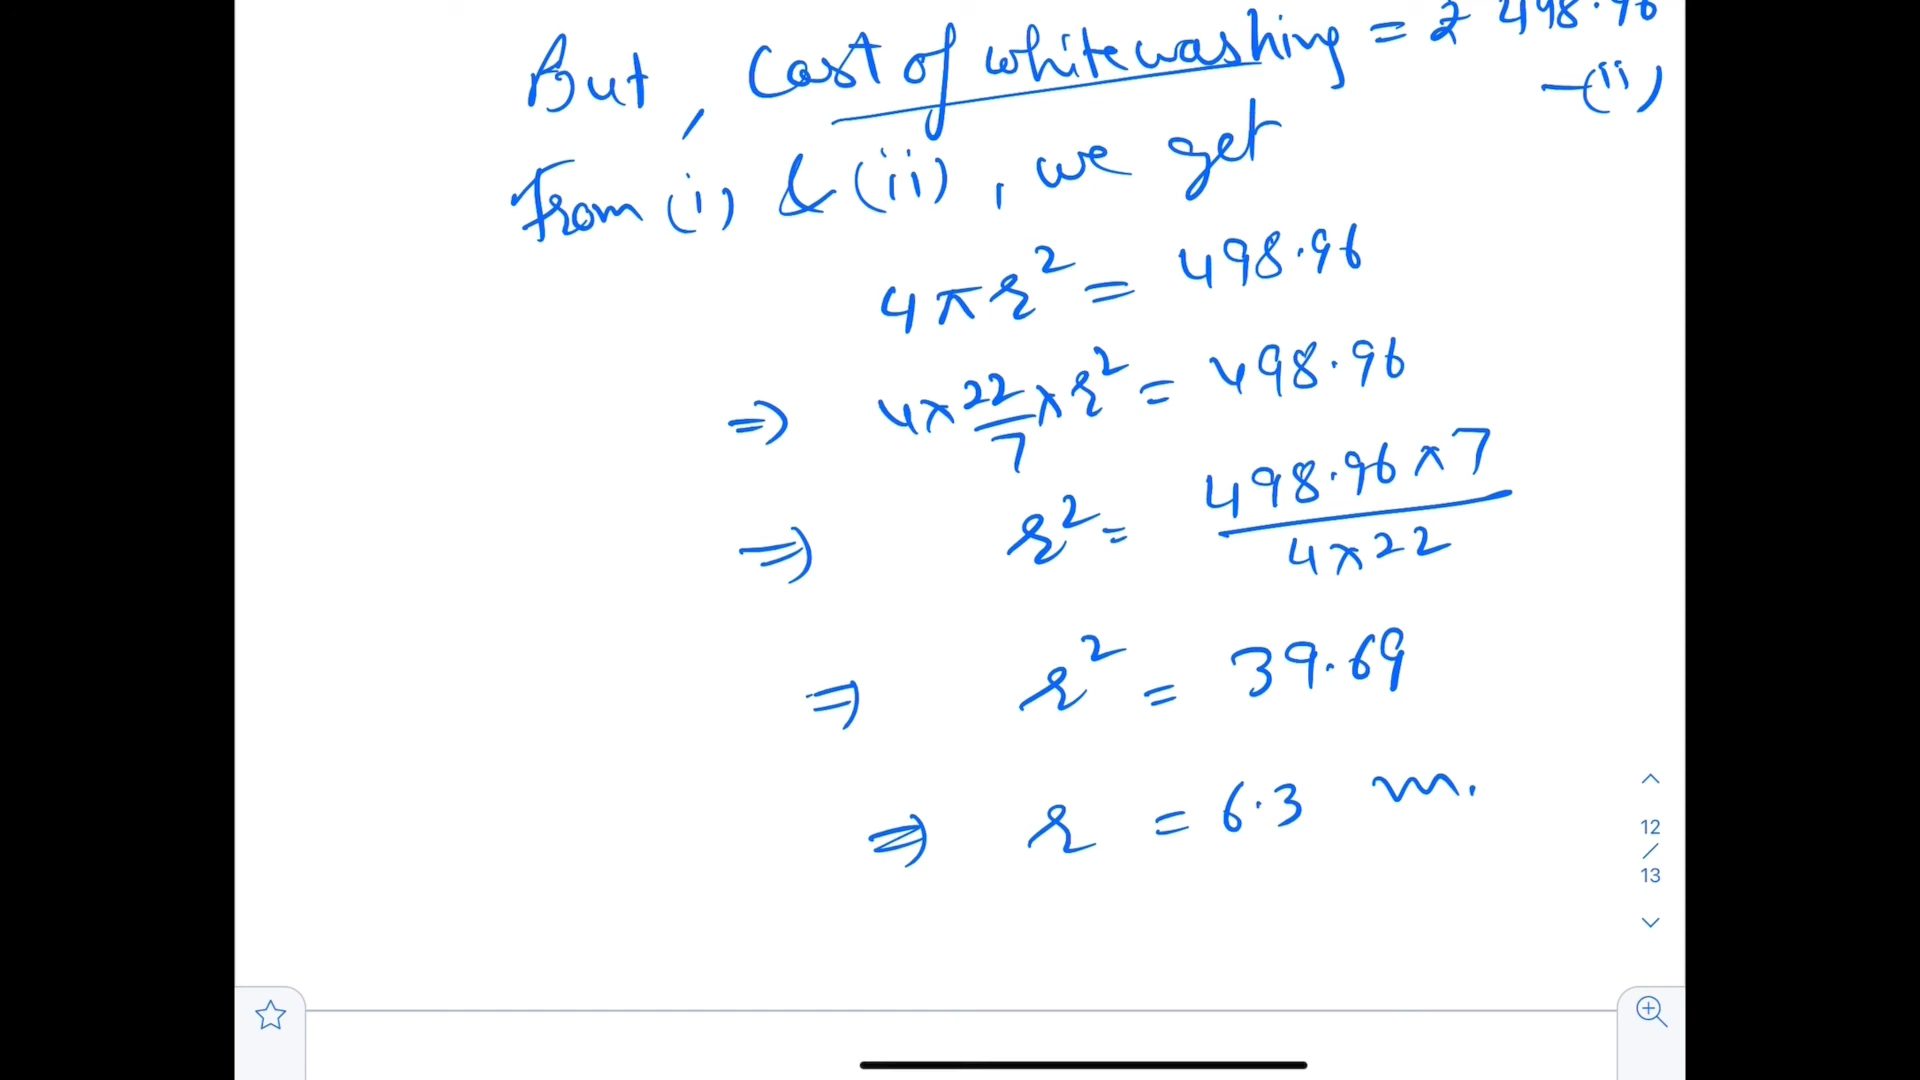 But, Cost of whitewashing = ₹ 498.96
—(ii)
From (i) & (ii), we get
4πr² = 498.96
⇒ 4×22/7×r² = 498.96
⇒ r² = 498.96×7/4×22
⇒ r² = 39.69
⇒ r = 6.3 m.
12
/
13